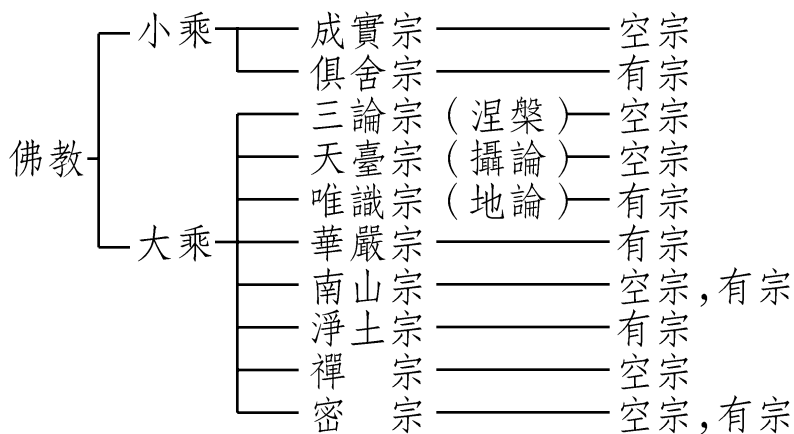 小乘 成實宗 空宗
俱舍宗 有宗
三論宗 (涅槃) 空宗
佛教 天臺宗 (攝論) 空宗
唯識宗 (地論) 有宗
大乘 華嚴宗 有宗
南山宗 空宗,有宗
淨土宗 有宗
禪 宗 空宗
密 宗 空宗,有宗